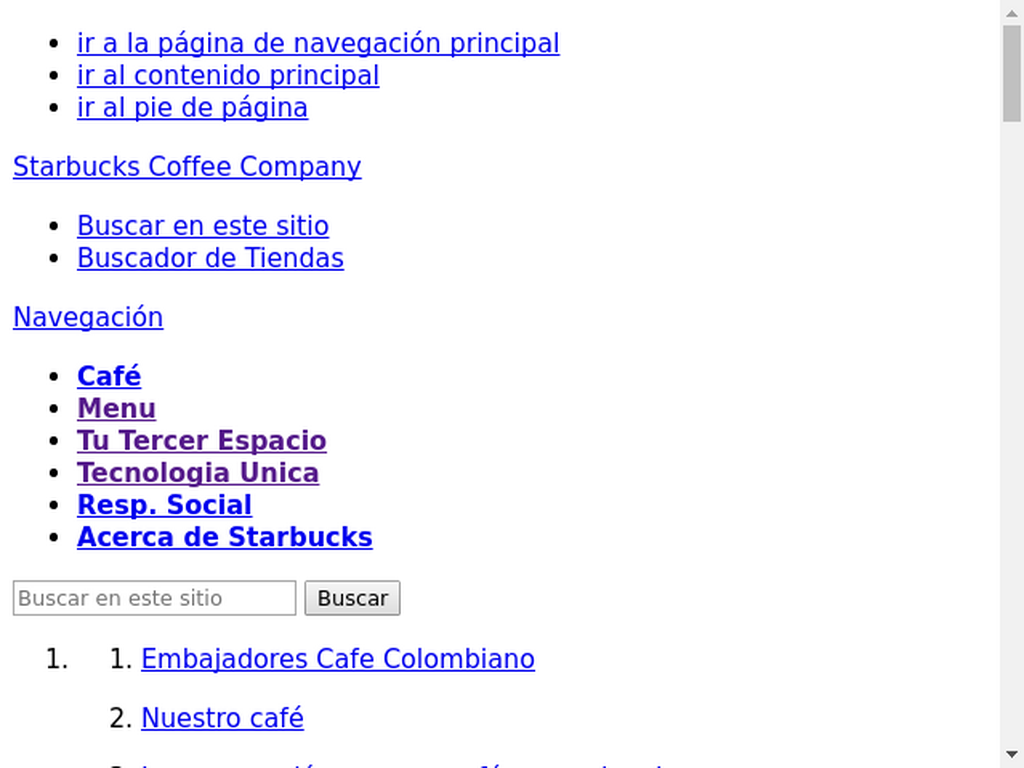 ir a la página de navegación principal
ir al contenido principal
ir al pie de página
Starbucks Coffee Company
Buscar en este sitio
Buscador de Tiendas
Navegación
Café
Menu
Tu Tercer Espacio
Tecnologia Unica
Resp. Social
Acerca de Starbucks
Buscar en este sitio Buscar
1. 1. Embajadores Cafe Colombiano
2. Nuestro café